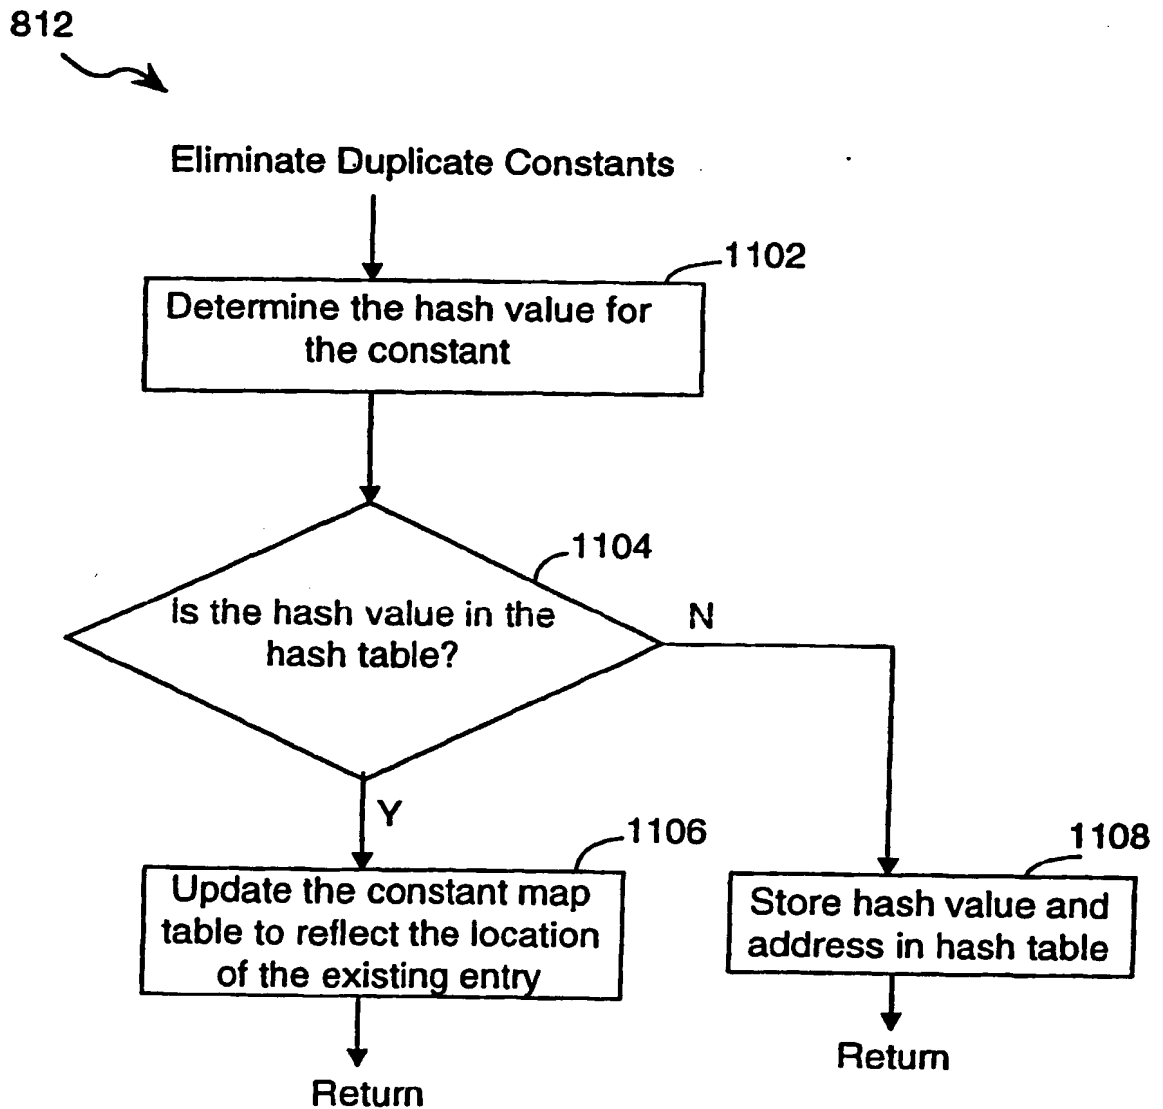 812
Eliminate Duplicate Constants
1102
Determine the hash value for
the constant
1104
Is the hash value in the
hash table?
N
Y
1106
Update the constant map
table to reflect the location
of the existing entry
1108
Store hash value and
address in hash table
Return
Return